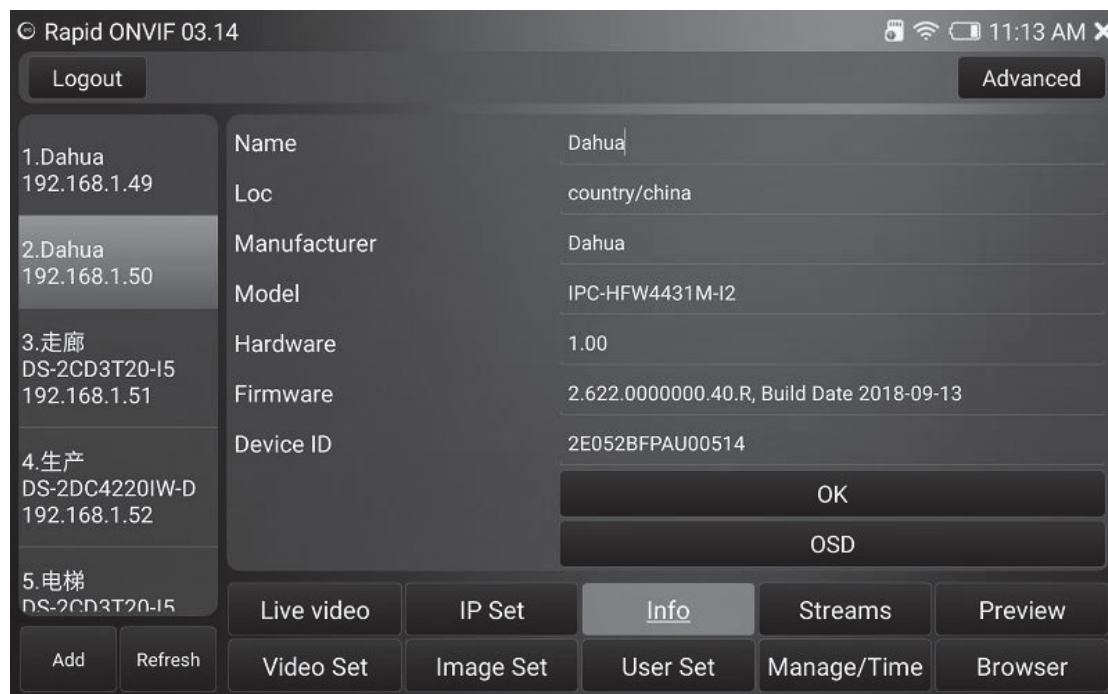 Rapid ONVIF 03.14 11:13 AM
Logout Advanced
1.Dahua
192.168.1.49
2.Dahua
192.168.1.50
3.走廊
DS-2CD3T20-I5
192.168.1.51
4.生产
DS-2DC4220IW-D
192.168.1.52
5.电梯
DS-2CD3T20-I5
Add Refresh
Name Dahua
Loc country/china
Manufacturer Dahua
Model IPC-HFW4431M-I2
Hardware 1.00
Firmware 2.622.0000000.40.R, Build Date 2018-09-13
Device ID 2E052BFPAU00514
OK
OSD
Live video IP Set Info Streams Preview
Video Set Image Set User Set Manage/Time Browser